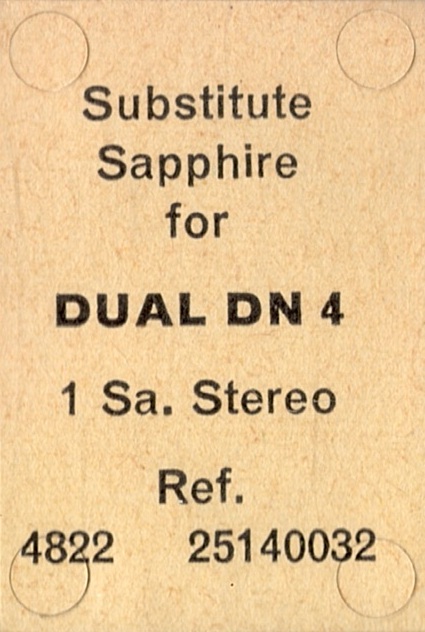 Substitute
Sapphire
for
DUAL DN 4
1 Sa. Stereo
Ref.
4822 25140032